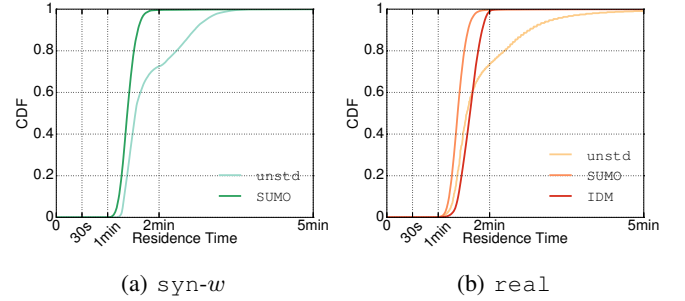 1
0.8
0.6
0.4
0.2
0
CDF
unstd
SUMO
0 30s 1min 2min 5min
Residence Time
(a) syn-w
1
0.8
0.6
0.4
0.2
0
CDF
unstd
SUMO
IDM
0 30s 1min 2min 5min
Residence Time
(b) real